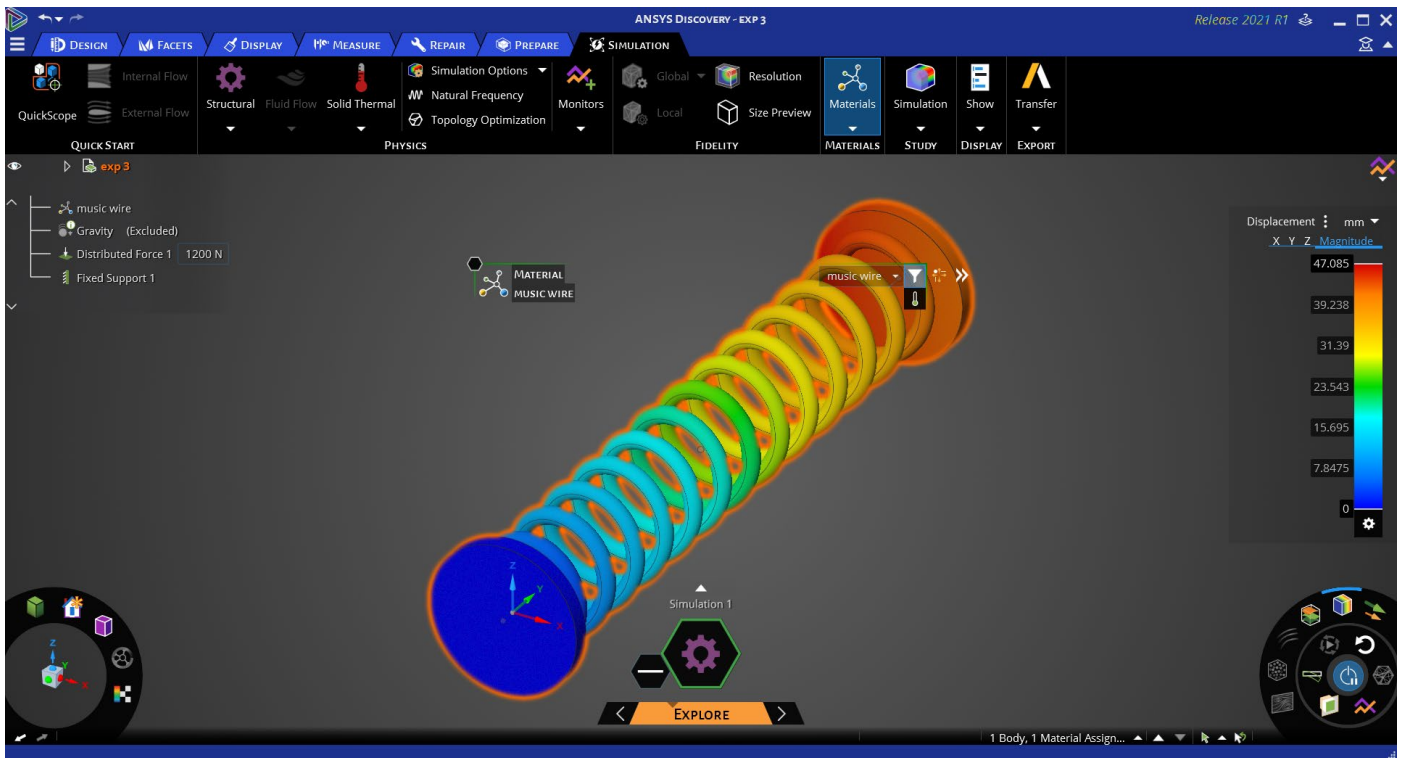 ANSYS DISCOVERY - EXP 3
Release 2021 R1
DESIGN FACETS DISPLAY MEASURE REPAIR PREPARE SIMULATION
QuickScope
Internal Flow
External Flow
QUICK START
Structural
Fluid Flow
Solid Thermal
Simulation Options
Natural Frequency
Topology Optimization
Monitors
PHYSICS
Global
Local
Resolution
Size Preview
FIDELITY
Materials
MATERIALS
Simulation
STUDY
Show
DISPLAY
Transfer
EXPORT
exp 3
music wire
Gravity (Excluded)
Distributed Force 1 1200 N
Fixed Support 1
MATERIAL
MUSIC WIRE
music wire
Displacement mm
X Y Z Magnitude
47.085
39.238
31.39
23.543
15.695
7.8475
0
Z
Y
X
Simulation 1
EXPLORE
Z
Y
X
1 Body, 1 Material Assign...